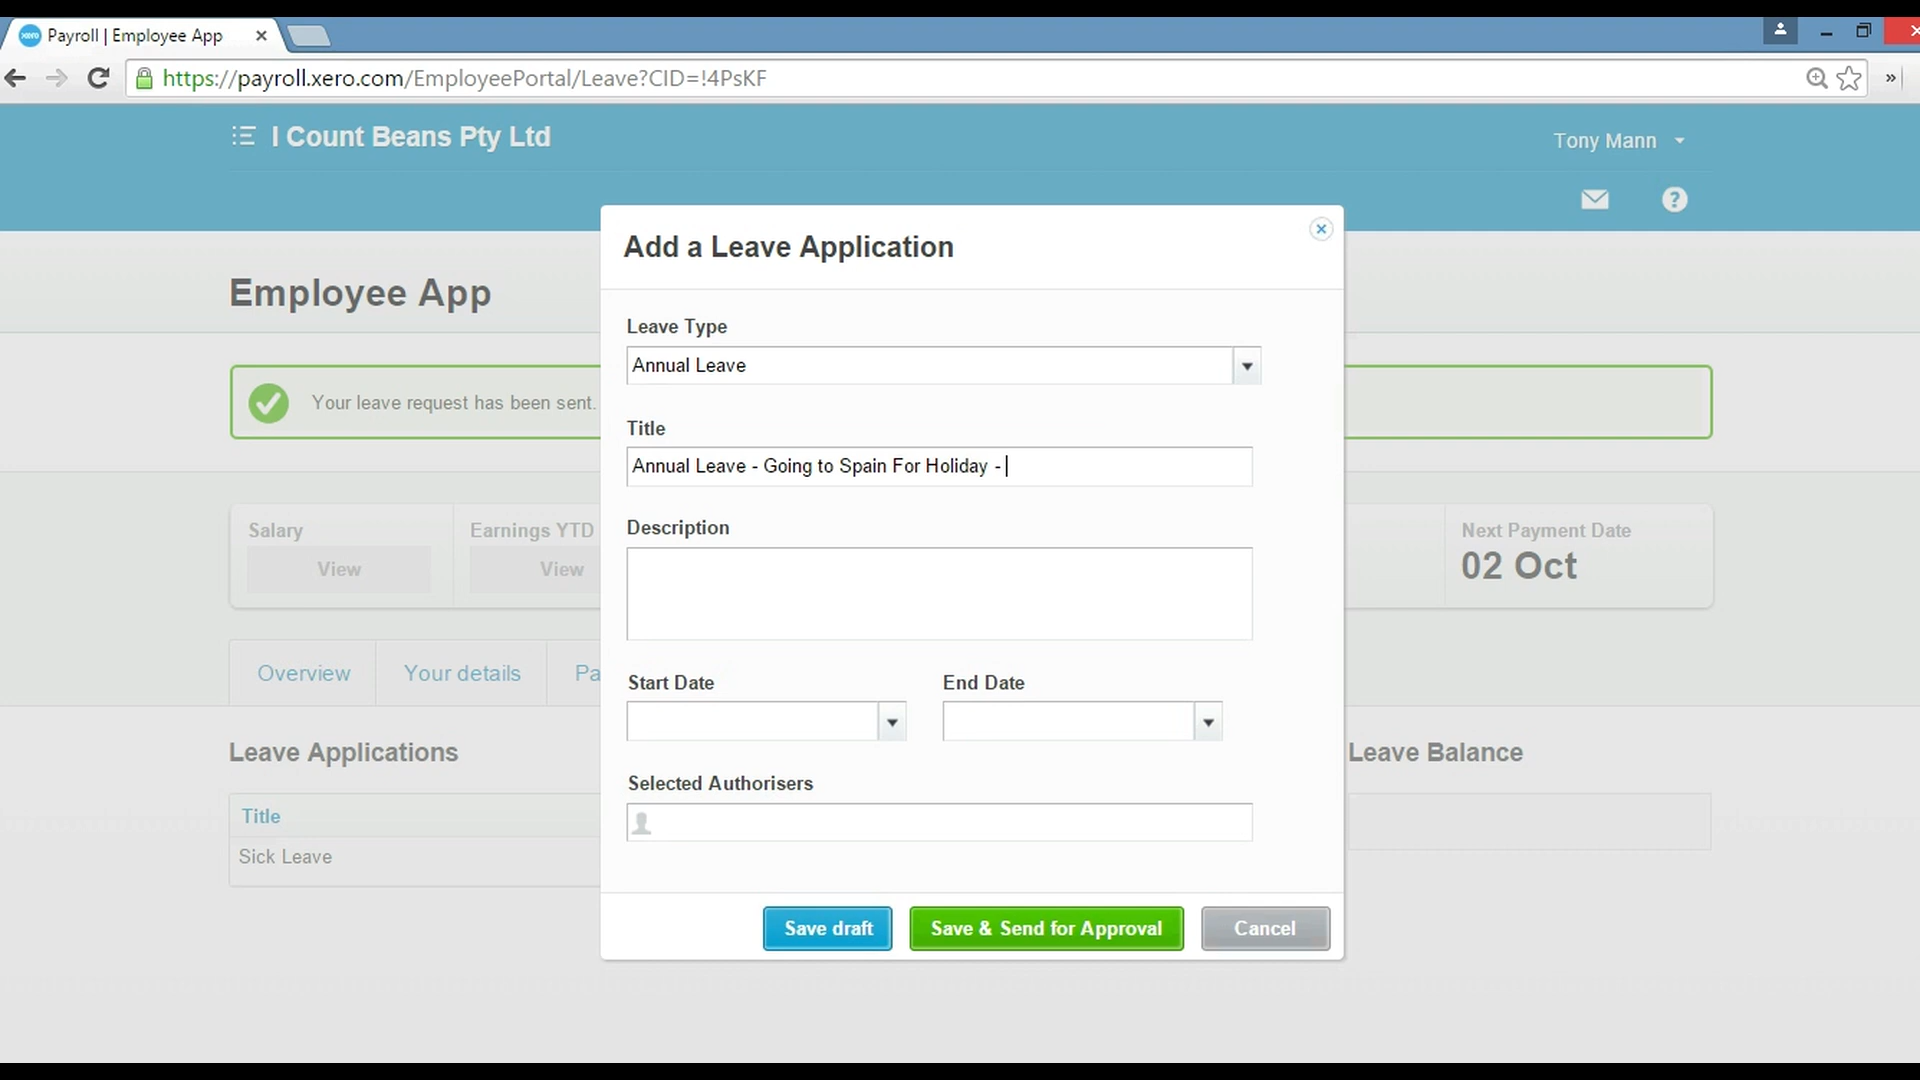 Payroll | Employee App
https://payroll.xero.com/EmployeePortal/Leave?CID=!4PsKF
I Count Beans Pty Ltd
Tony Mann
Employee App
Your leave request has been sent.
Salary
View
Earnings YTD
View
Next Payment Date
02 Oct
Overview
Your details
Pa
Leave Applications
Title
Sick Leave
Leave Balance
Add a Leave Application
Leave Type
Annual Leave
Title
Annual Leave - Going to Spain For Holiday -
Description
Start Date
End Date
Selected Authorisers
Save draft
Save & Send for Approval
Cancel